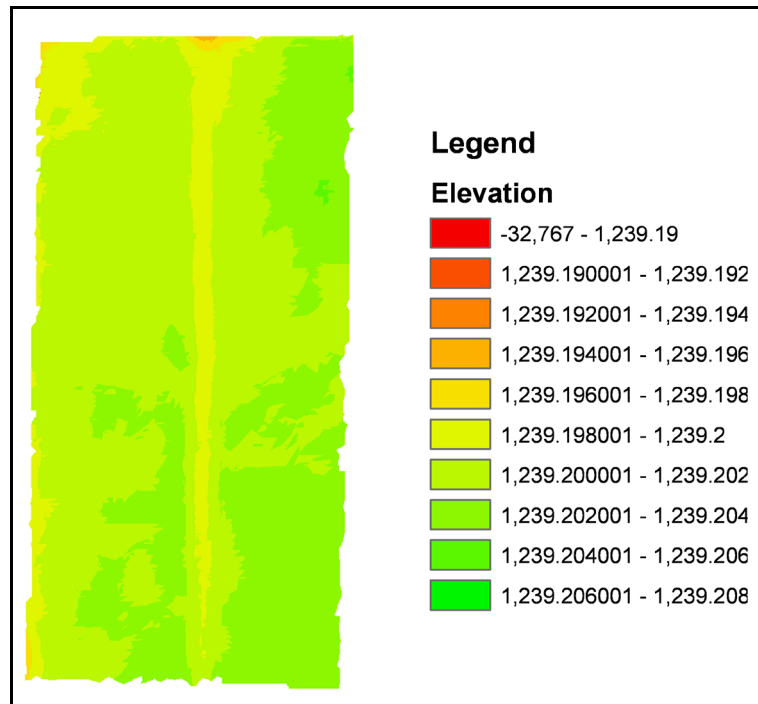 Legend
Elevation
-32,767 - 1,239.19
1,239.190001 - 1,239.192
1,239.192001 - 1,239.194
1,239.194001 - 1,239.196
1,239.196001 - 1,239.198
1,239.198001 - 1,239.2
1,239.200001 - 1,239.202
1,239.202001 - 1,239.204
1,239.204001 - 1,239.206
1,239.206001 - 1,239.208